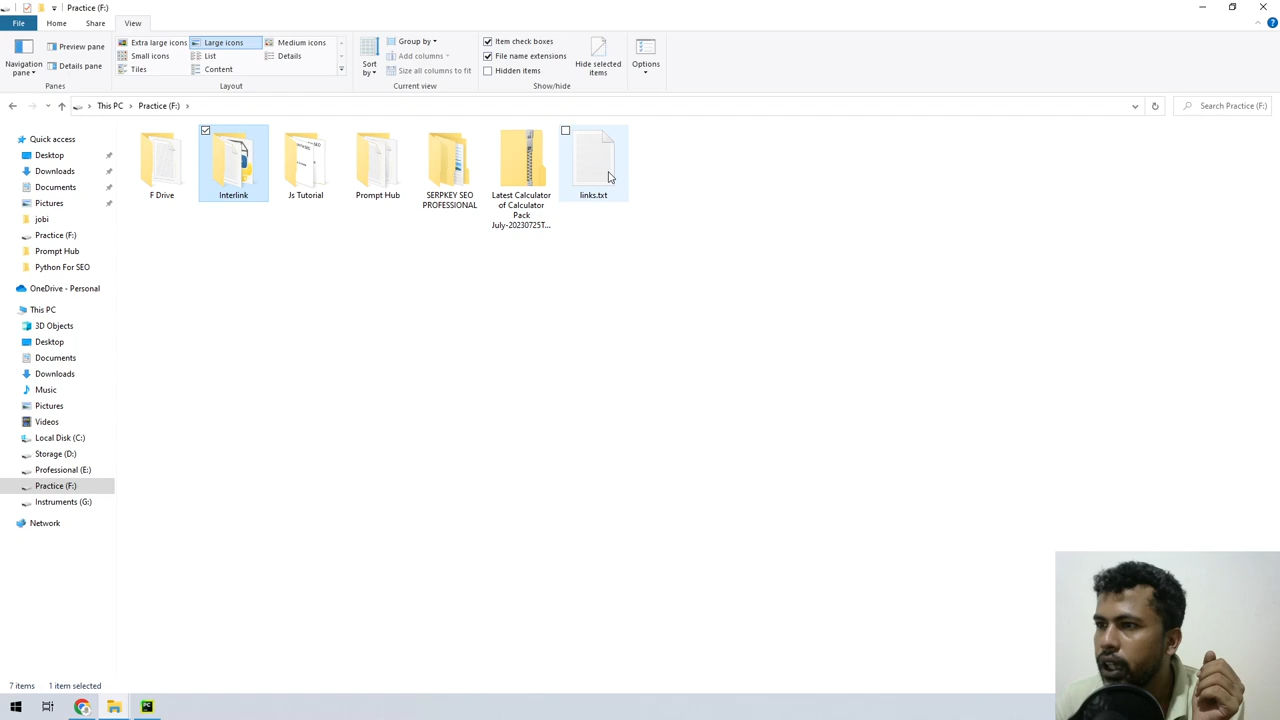 Practice (F:)
File Home Share View
Navigation pane
Preview pane
Details pane
Panes
Extra large icons Large icons Medium icons
Small icons List Details
Tiles Content
Layout
Sort by
Group by
Add columns
Size all columns to fit
Current view
Item check boxes
File name extensions
Hidden items
Hide selected items
Show/hide
Options
This PC Practice (F:)
Search Practice (F:)
Quick access
Desktop
Downloads
Documents
Pictures
jobi
Practice (F:)
Prompt Hub
Python For SEO
OneDrive - Personal
This PC
3D Objects
Desktop
Documents
Downloads
Music
Pictures
Videos
Local Disk (C:)
Storage (D:)
Professional (E:)
Practice (F:)
Instruments (G:)
Network
F Drive
Interlink
Js Tutorial
Prompt Hub
SERPKEY SEO
PROFESSIONAL
Latest Calculator
of Calculator
Pack
July-20230725T...
links.txt
7 items 1 item selected